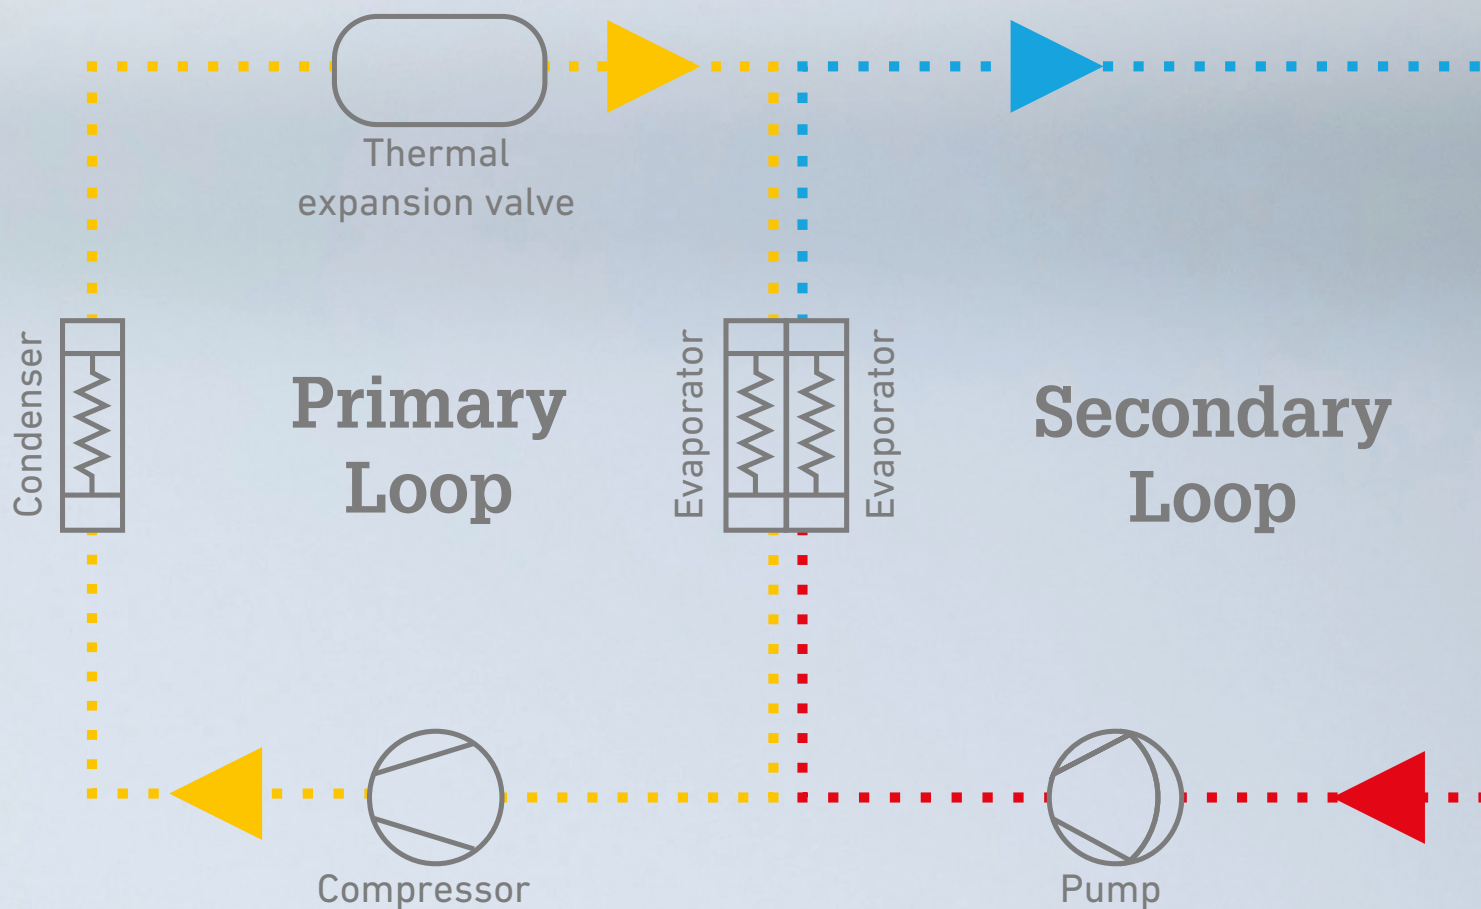 Thermal
expansion valve
Condenser
Primary
Loop
Evaporator
Evaporator
Secondary
Loop
Compressor
Pump